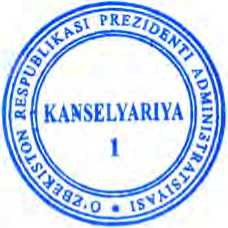 O'ZBEKISTON RESPUBLIKASI PREZIDENTI ADMINISTRATSIYASI
KANSELYARIYA
1